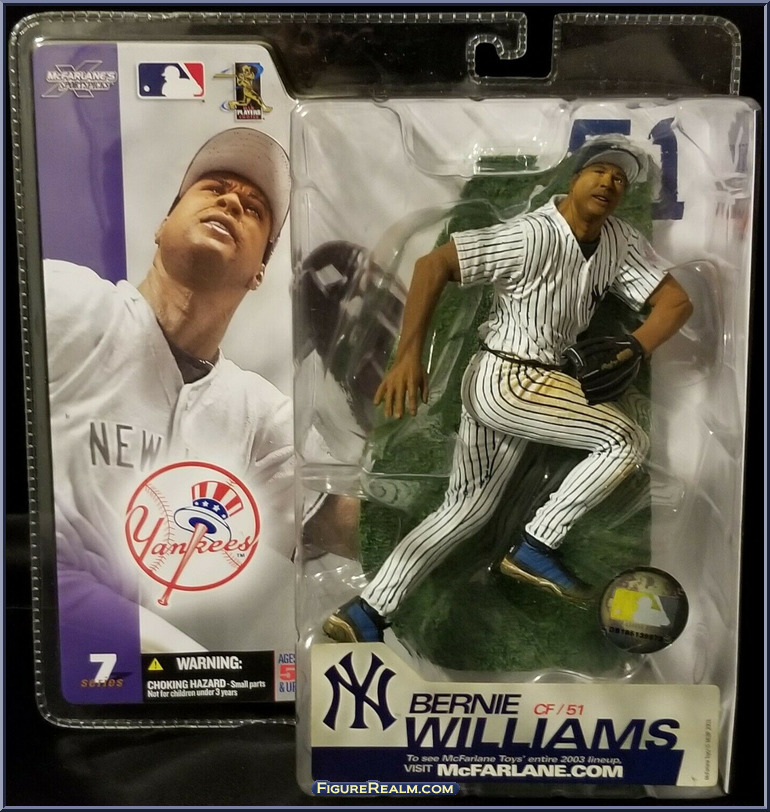 McFARLANE'S
SPORTSPICKS
PLAYERS
CHOICE
51
NEW
Yankees
TM
7
series
WARNING:
CHOKING HAZARD - Small parts
Not for children under 3 years
AGES
5
& UP
NY
BERNIE CF / 51
WILLIAMS
To see McFarlane Toys' entire 2003 lineup,
VISIT McFARLANE.COM
FigureRealm.com